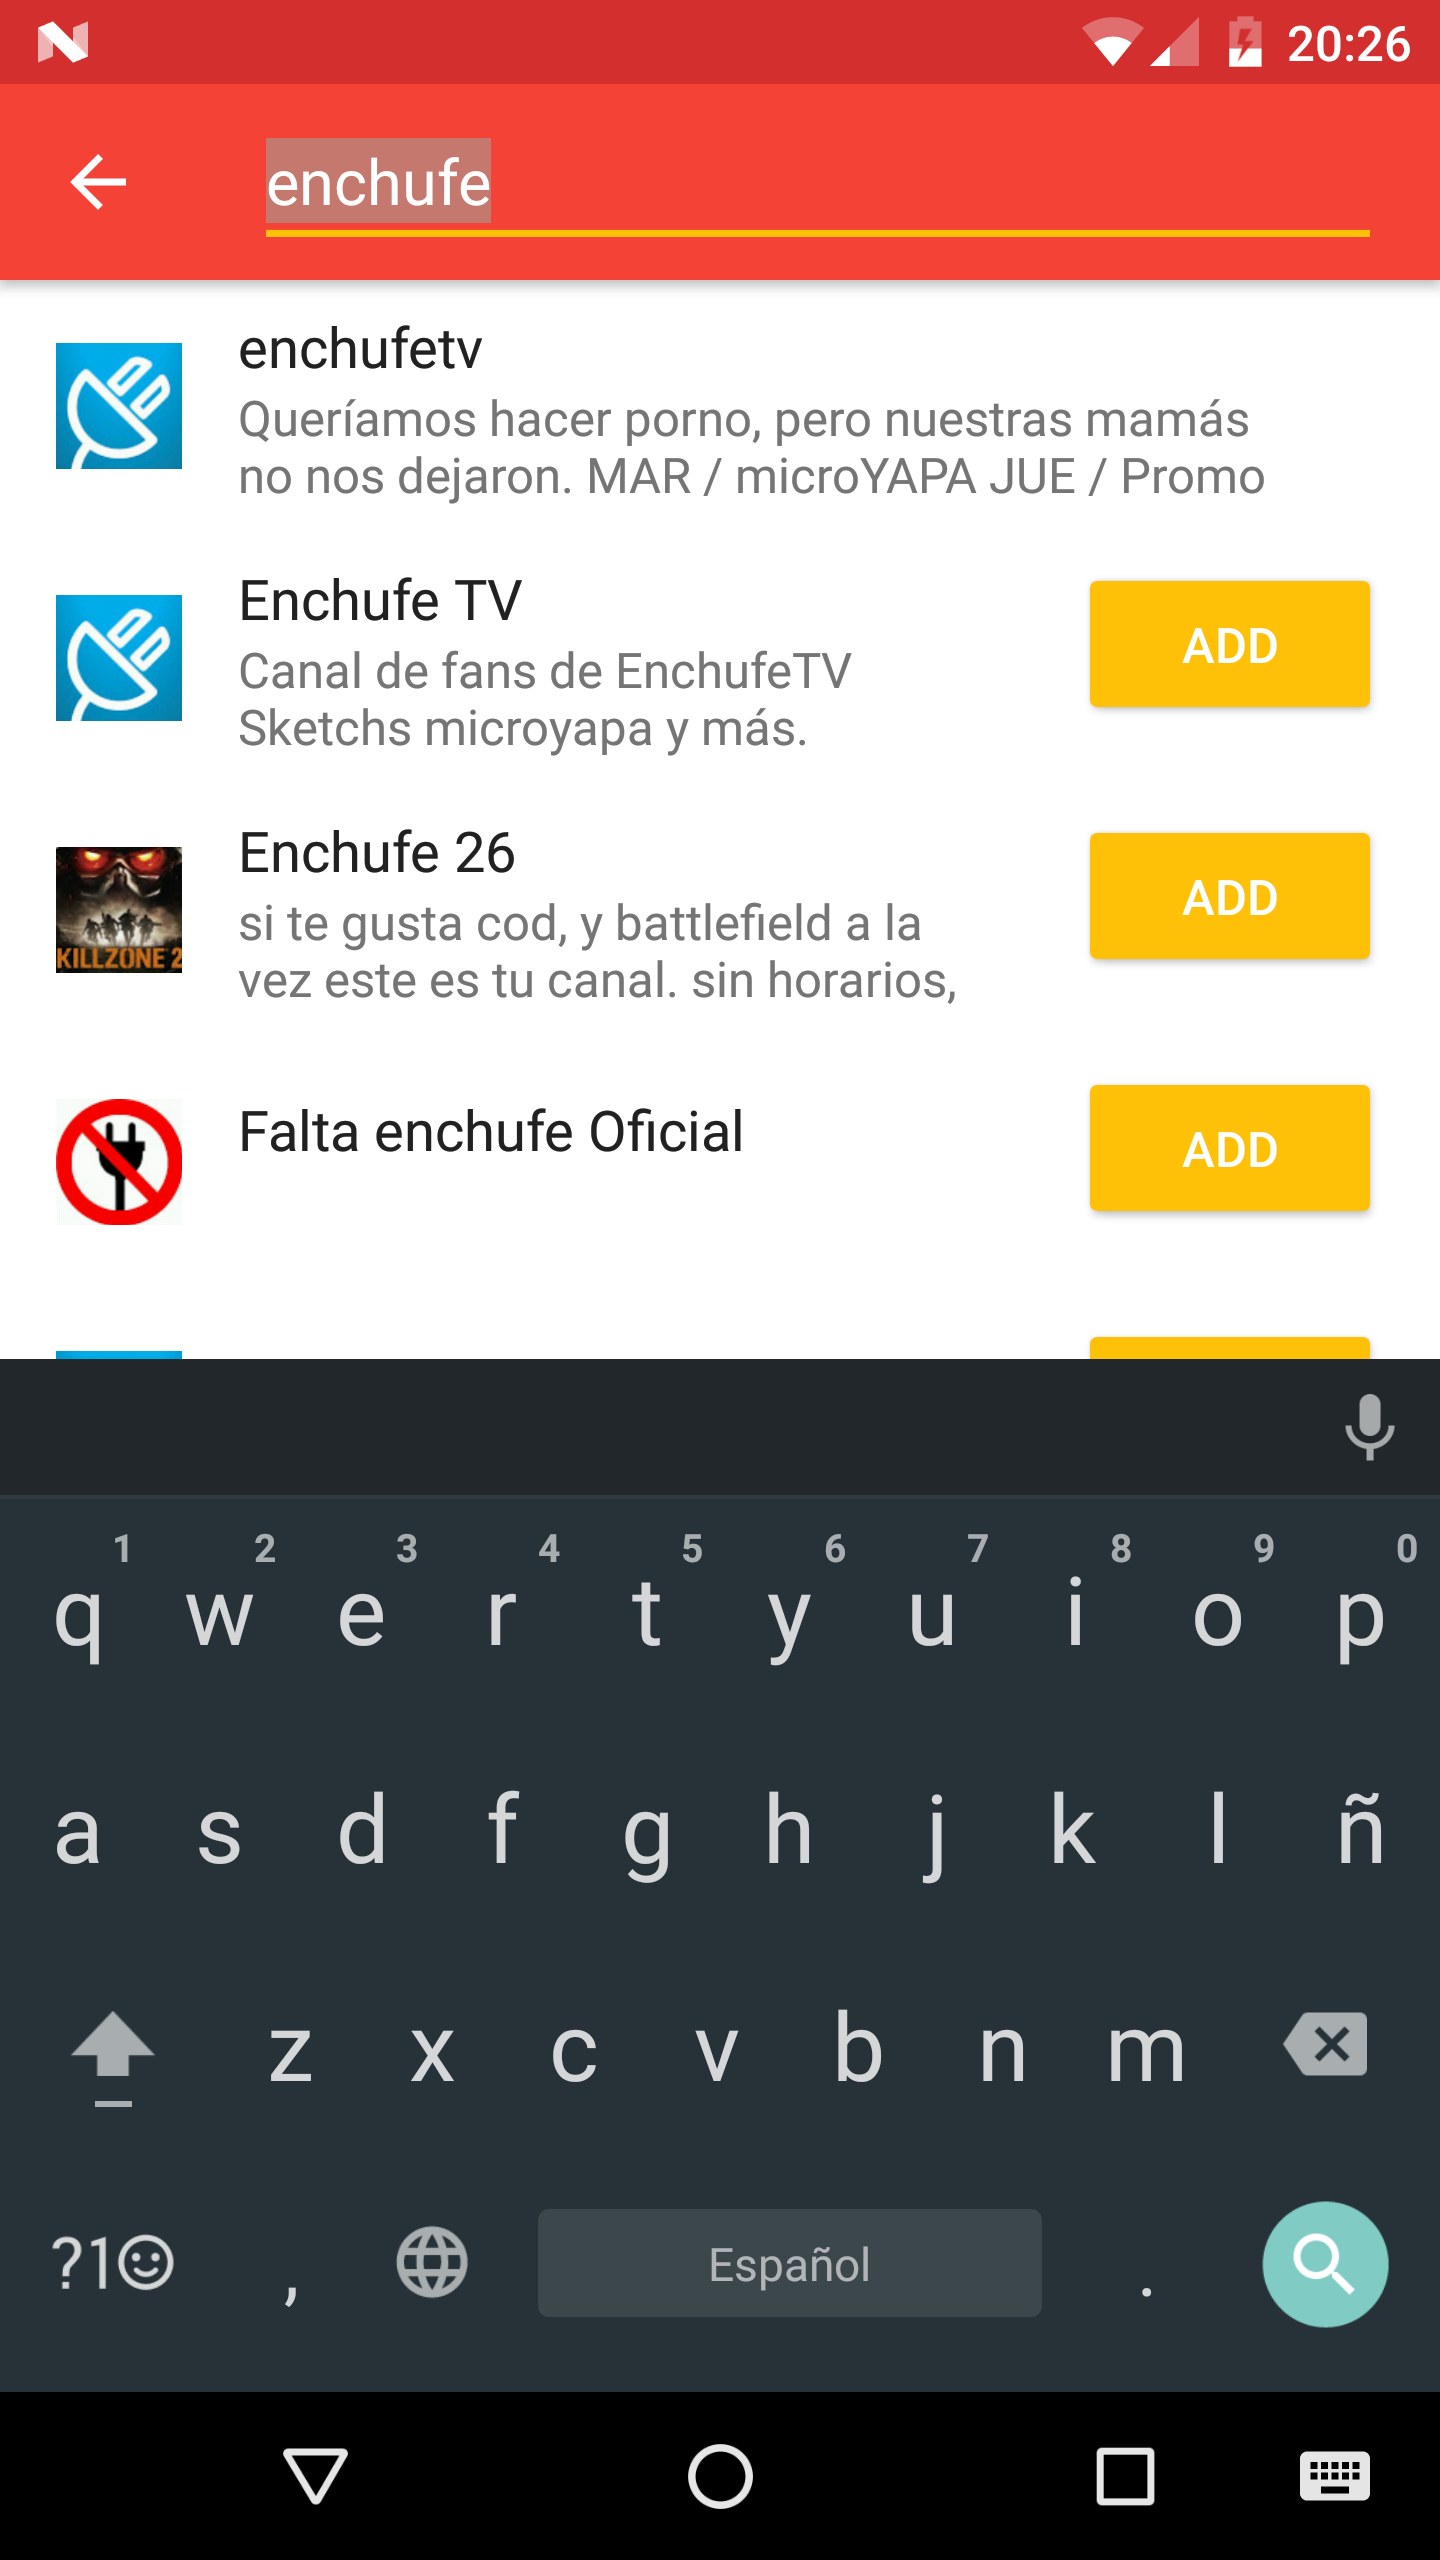 20:26
enchufe
enchufetv
Queríamos hacer porno, pero nuestras mamás
no nos dejaron. MAR / microYAPA JUE / Promo
Enchufe TV
Canal de fans de EnchufeTV
Sketchs microyapa y más.
ADD
Enchufe 26
si te gusta cod, y battlefield a la
vez este es tu canal. sin horarios,
ADD
KILLZONE 2
Falta enchufe Oficial
ADD
1 2 3 4 5 6 7 8 9 0
q w e r t y u i o p
a s d f g h j k l ñ
z x c v b n m
?1☺ , Español .